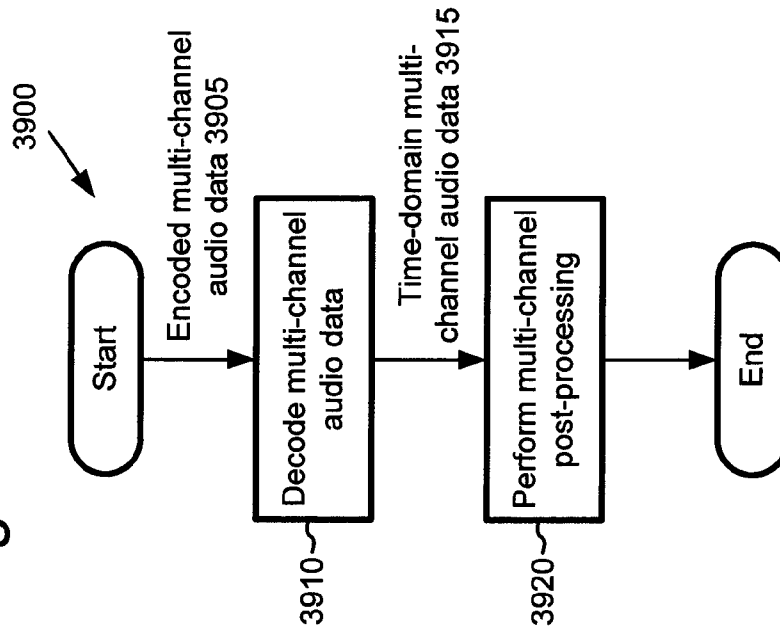 3900
Start
Encoded multi-channel
audio data 3905
Decode multi-channel
audio data
3910
Time-domain multi-
channel audio data 3915
Perform multi-channel
post-processing
3920
End